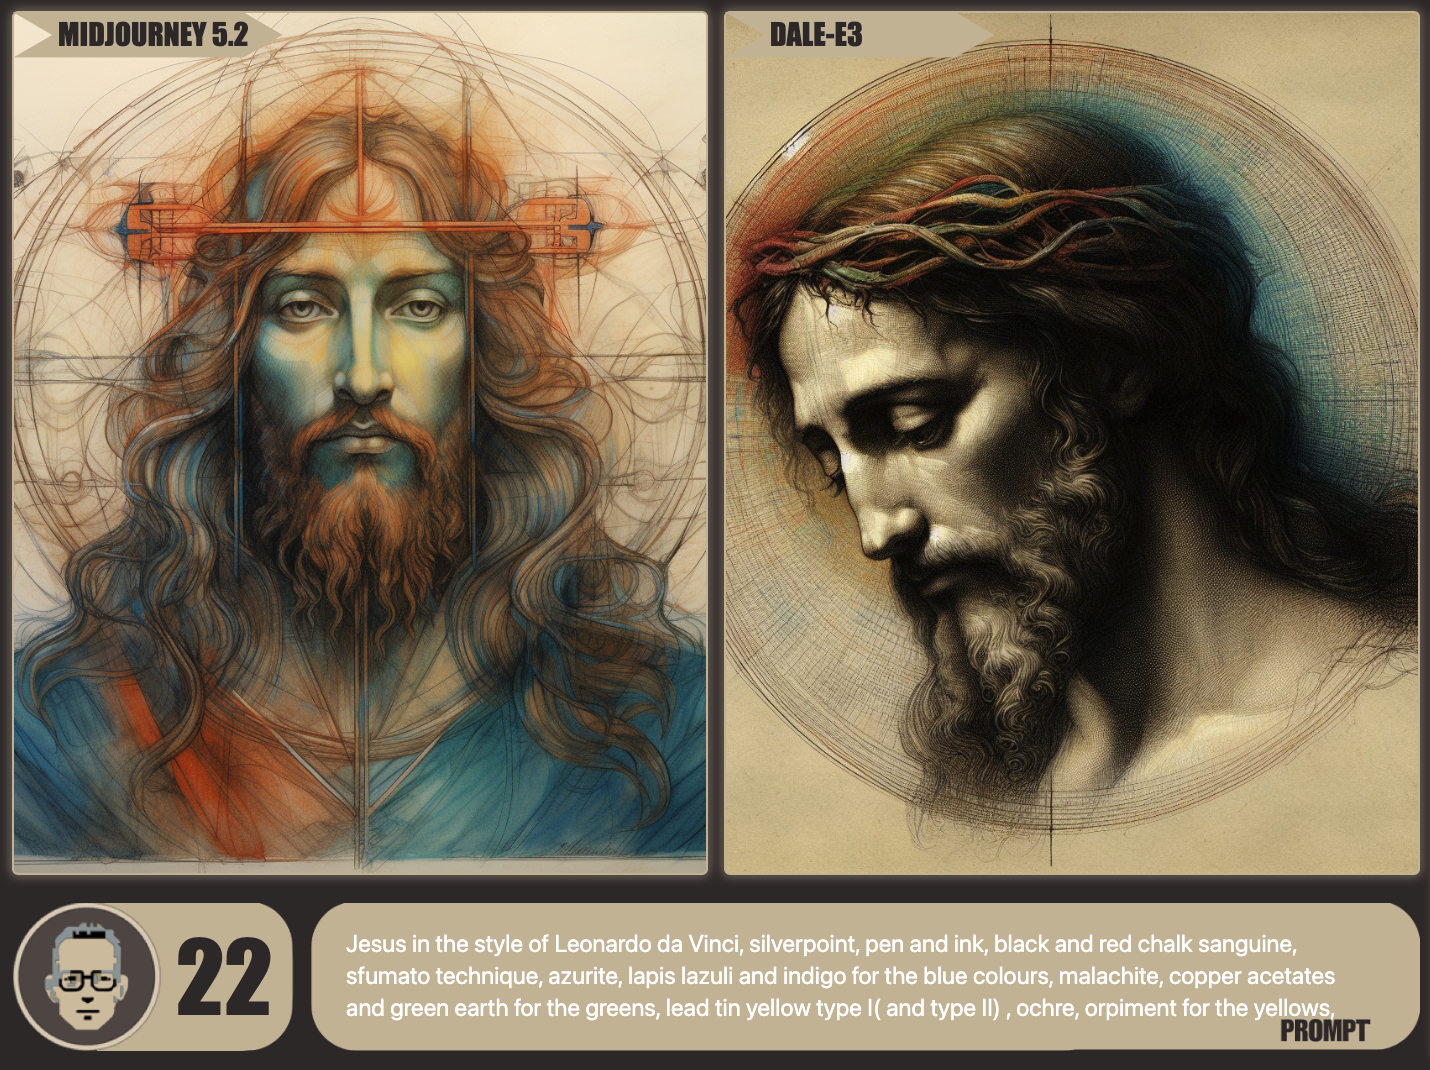 MIDJOURNEY 5.2
DALE-E3
22
Jesus in the style of Leonardo da Vinci, silverpoint, pen and ink, black and red chalk sanguine,
sfumato technique, azurite, lapis lazuli and indigo for the blue colours, malachite, copper acetates
and green earth for the greens, lead tin yellow type I( and type II) , ochre, orpiment for the yellows,
PROMPT